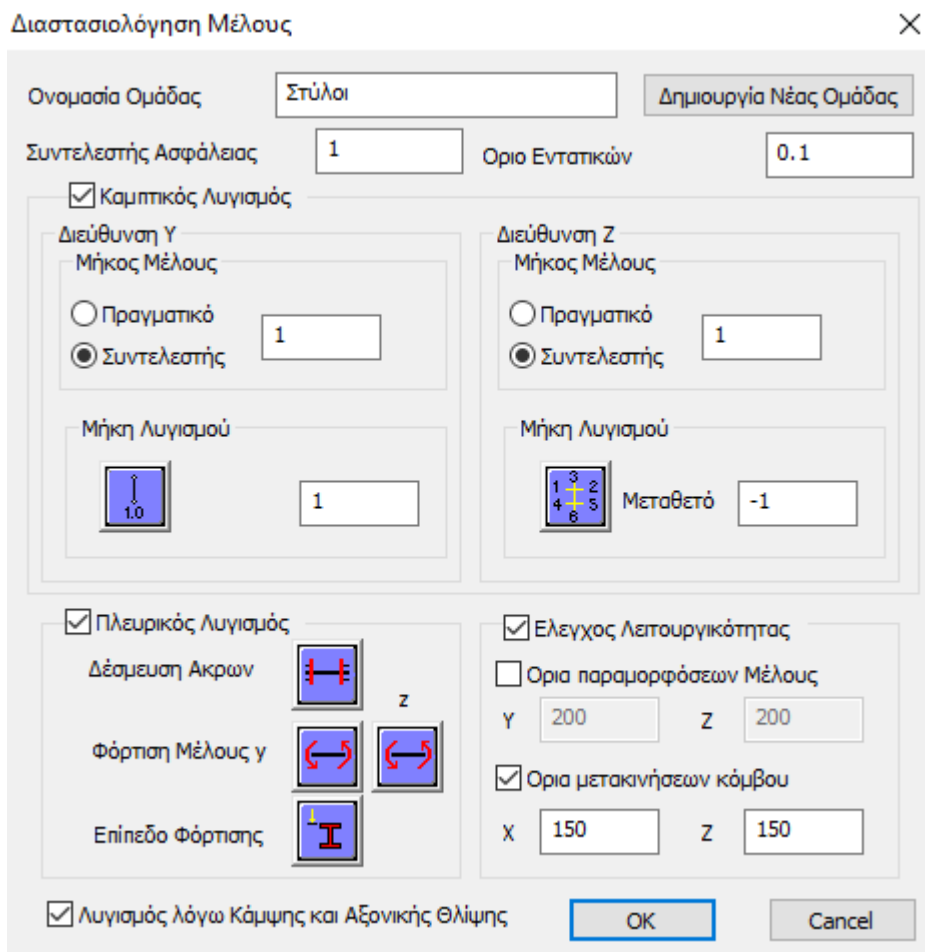 Διαστασιολόγηση Μέλους
Ονομασία Ομάδας Στύλοι Δημιουργία Νέας Ομάδας
Συντελεστής Ασφάλειας 1 Οριο Εντατικών 0.1
Καμπτικός Λυγισμός
Διεύθυνση Υ Διεύθυνση Ζ
Μήκος Μέλους Μήκος Μέλους
Πραγματικό Πραγματικό
1 1
Συντελεστής Συντελεστής
Μήκη Λυγισμού Μήκη Λυγισμού
1.0 1 1 3 2 4 5 6 Μεταθετό -1
Πλευρικός Λυγισμός Ελεγχος Λειτουργικότητας
Δέσμευση Ακρων Ορια παραμορφόσεων Μέλους
z
Y 200 Z 200
Φόρτιση Μέλους y
Ορια μετακινήσεων κόμβου
Επίπεδο Φόρτισης X 150 Z 150
Λυγισμός λόγω Κάμψης και Αξονικής Θλίψης OK Cancel